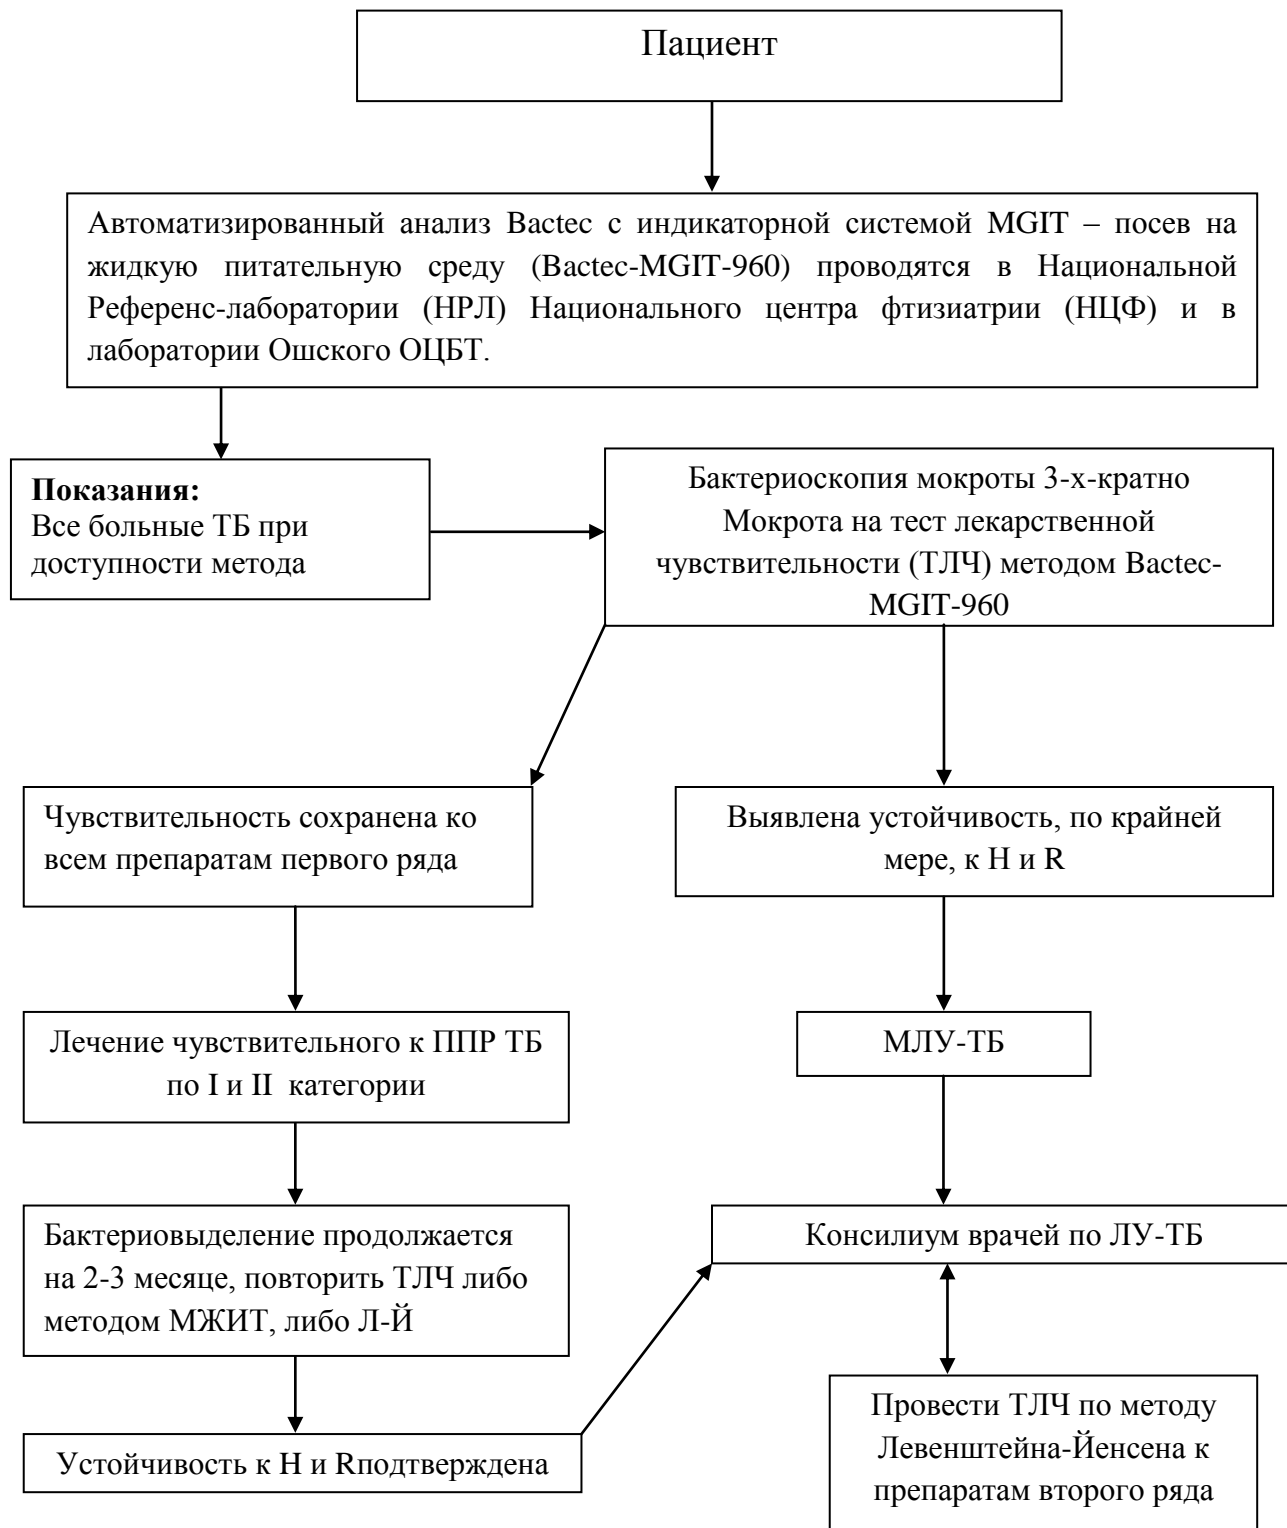 Пациент
Автоматизированный анализ Bactec с индикаторной системой MGIT – посев на
жидкую питательную среду (Bactec-MGIT-960) проводятся в Национальной
Референс-лаборатории (НРЛ) Национального центра фтизиатрии (НЦФ) и в
лаборатории Ошского ОЦБТ.
Показания:
Все больные ТБ при
доступности метода
Бактериоскопия мокроты 3-х-кратно
Мокрота на тест лекарственной
чувствительности (ТЛЧ) методом Bactec-
MGIT-960
Чувствительность сохранена ко
всем препаратам первого ряда
Выявлена устойчивость, по крайней
мере, к H и R
Лечение чувствительного к ППР ТБ
по I и II категории
МЛУ-ТБ
Бактериовыделение продолжается
на 2-3 месяце, повторить ТЛЧ либо
методом МЖИТ, либо Л-Й
Консилиум врачей по ЛУ-ТБ
Устойчивость к H и Rподтверждена
Провести ТЛЧ по методу
Левенштейна-Йенсена к
препаратам второго ряда